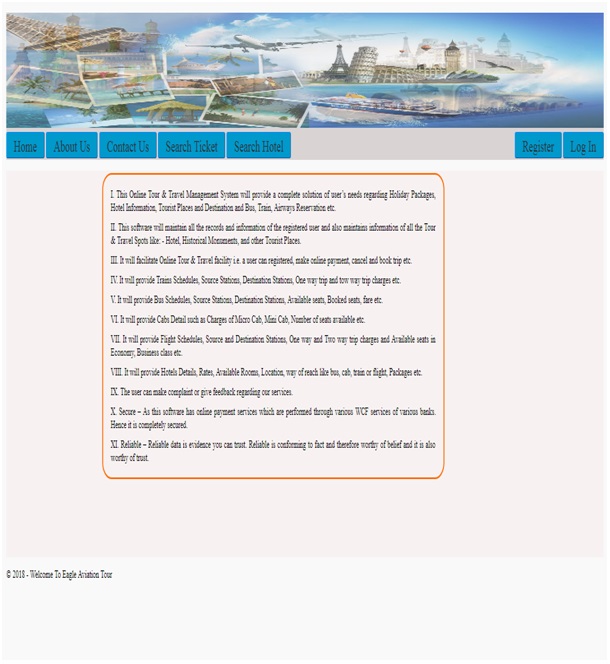 Home About Us Contact Us Search Ticket Search Hotel Register Log In
I. This Online Tour & Travel Management System will provide a complete solution of user's needs regarding Holiday Packages,
Hotel Information, Tourist Places and Destination and Bus, Train, Airways Reservation etc.
II. This software will maintain all the records and information of the registered user and also maintains information of all the Tour
& Travel Spots like: - Hotel, Historical Monuments, and other Tourist Places.
III. It will facilitate Online Tour & Travel facility i.e. a user can registered, make online payment, cancel and book trip etc.
IV. It will provide Trains Schedules, Source Stations, Destination Stations, One way trip and tow way trip charges etc.
V. It will provide Bus Schedules, Source Stations, Destination Stations, Available seats, Booked seats, fare etc.
VI. It will provide Cabs Detail such as Charges of Micro Cab, Mini Cab, Number of seats available etc.
VII. It will provide Flight Schedules, Source and Destination Stations, One way and Two way trip charges and Available seats in
Economy, Business class etc.
VIII. It will provide Hotels Details, Rates, Available Rooms, Location, way of reach like bus, cab, train or flight, Packages etc.
IX. The user can make complaint or give feedback regarding our services.
X. Secure – As this software has online payment services which are performed through various WCF services of various banks.
Hence it is completely secured.
XI. Reliable – Reliable data is evidence you can trust. Reliable is conforming to fact and therefore worthy of belief and it is also
worthy of trust.
© 2018 - Welcome To Eagle Aviation Tour